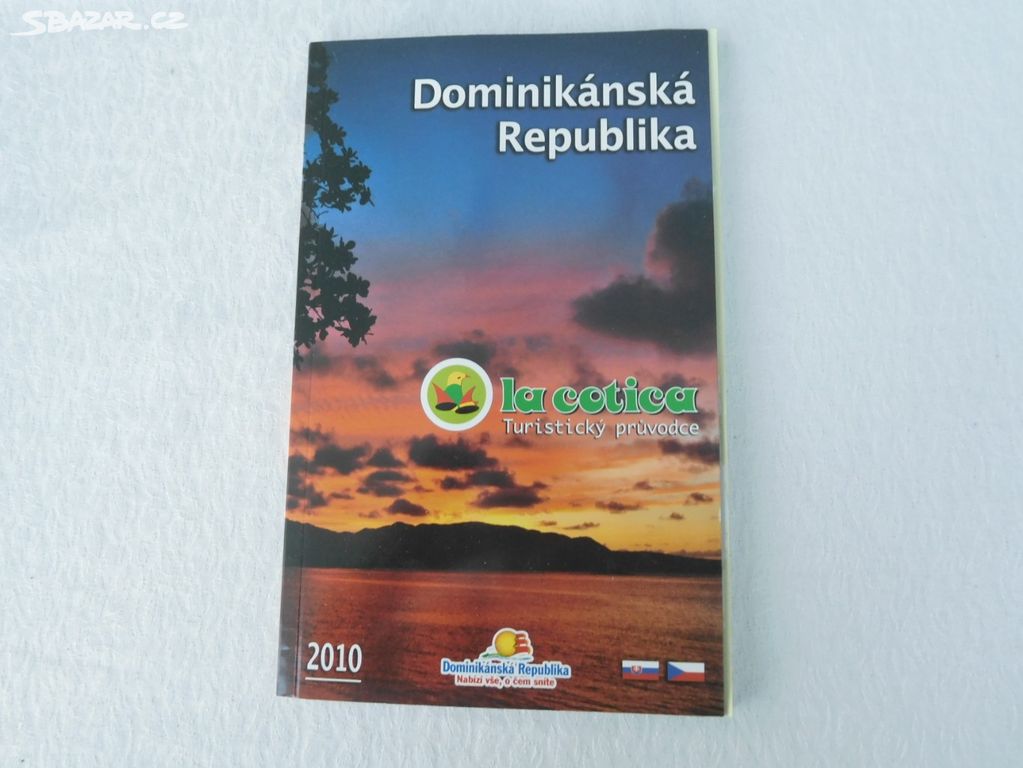 SBAZAR.CZ
Dominikánská
Republika
la cotica
Turistický průvodce
2010
Dominikánská Republika
Nabízí vše, o čem sníte